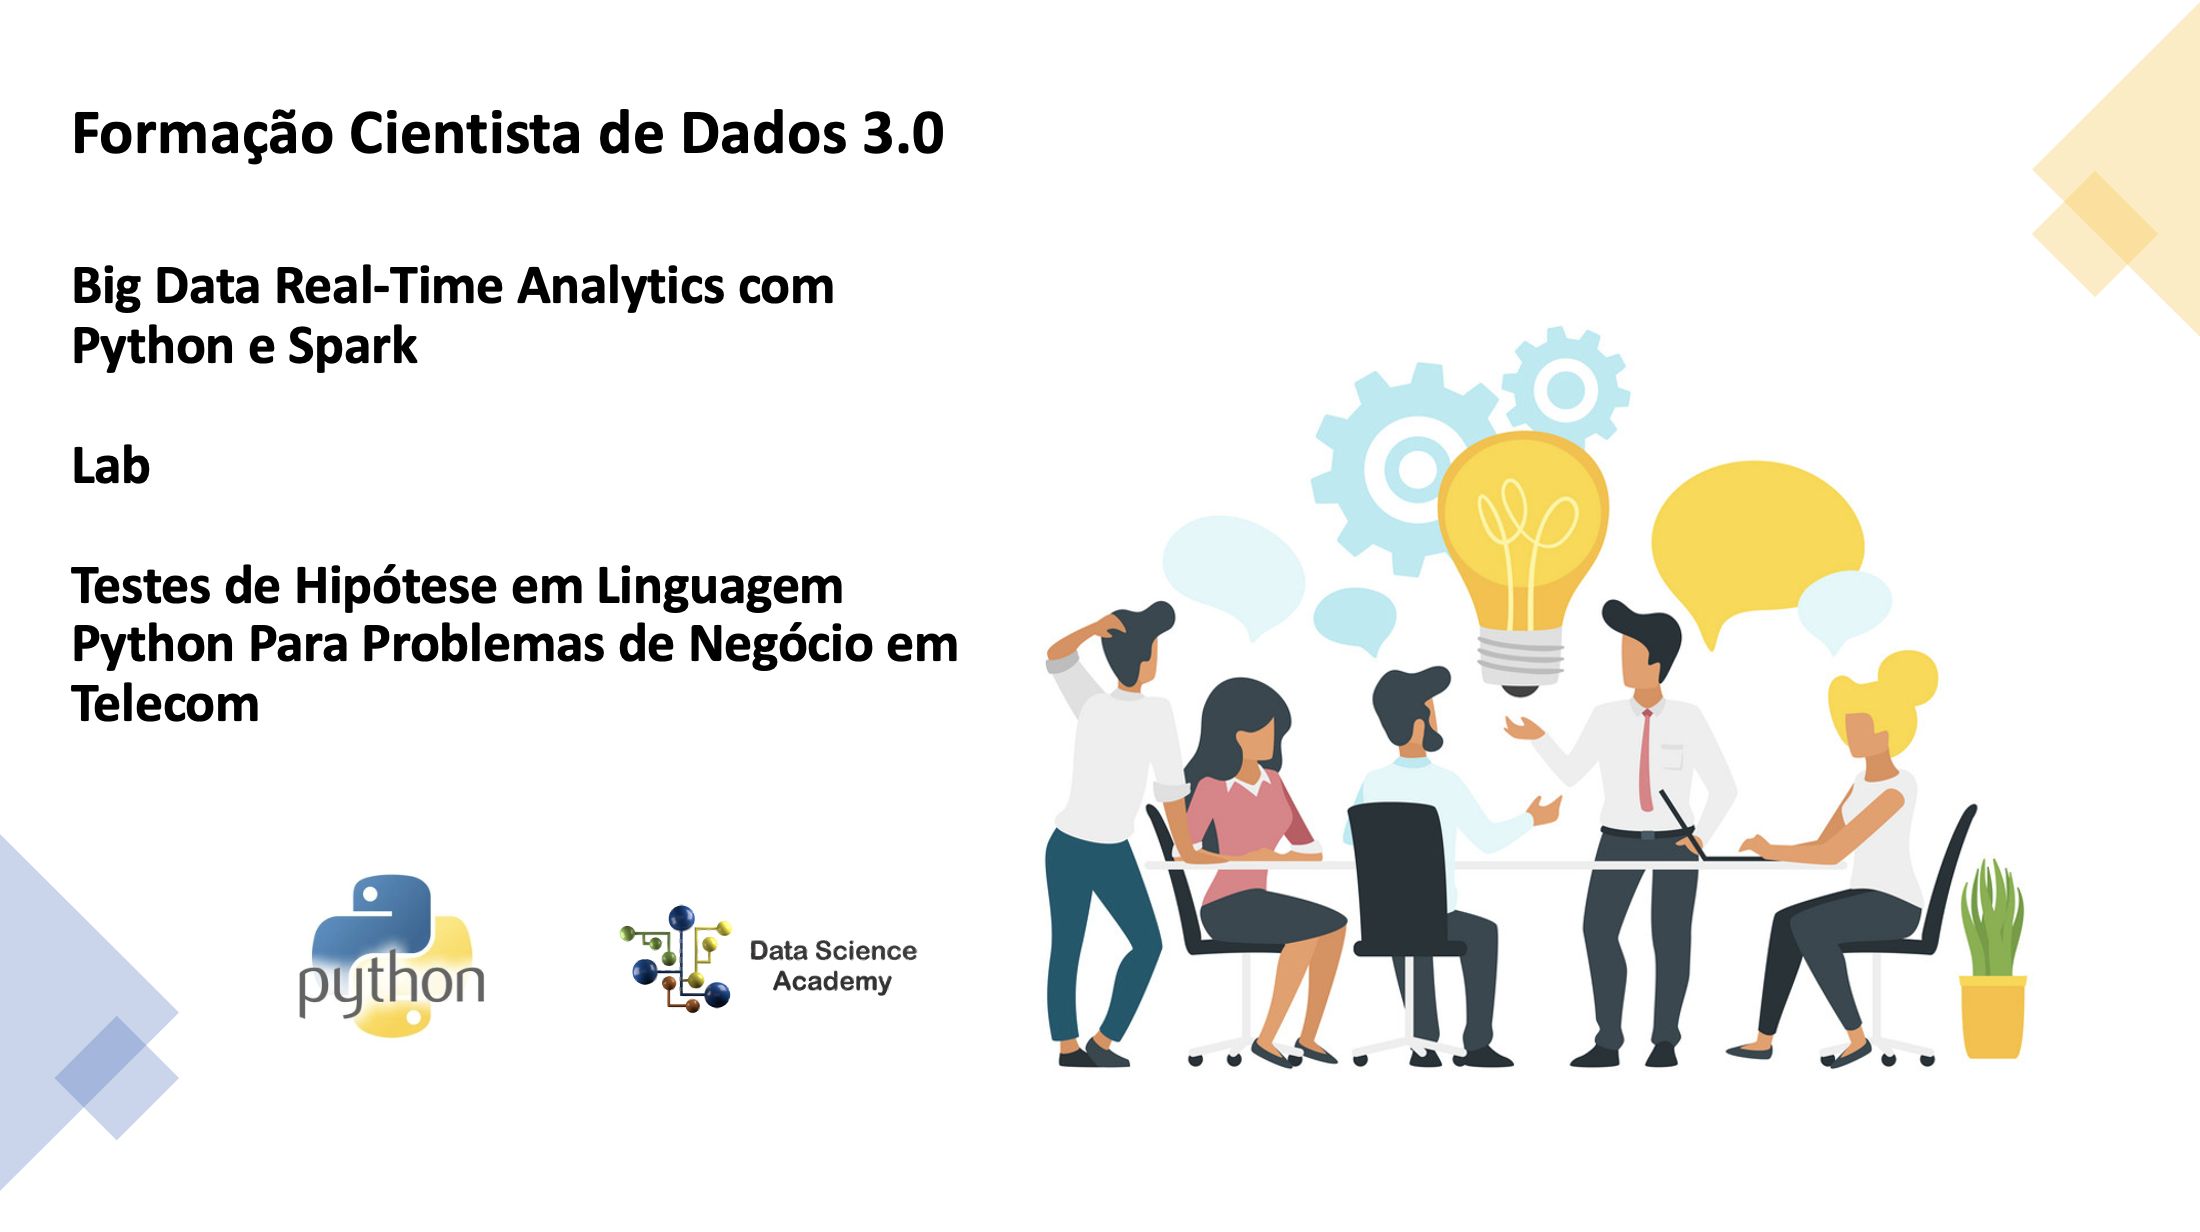 Formação Cientista de Dados 3.0
Big Data Real-Time Analytics com
Python e Spark
Lab
Testes de Hipótese em Linguagem
Python Para Problemas de Negócio em
Telecom
python
Data Science
Academy